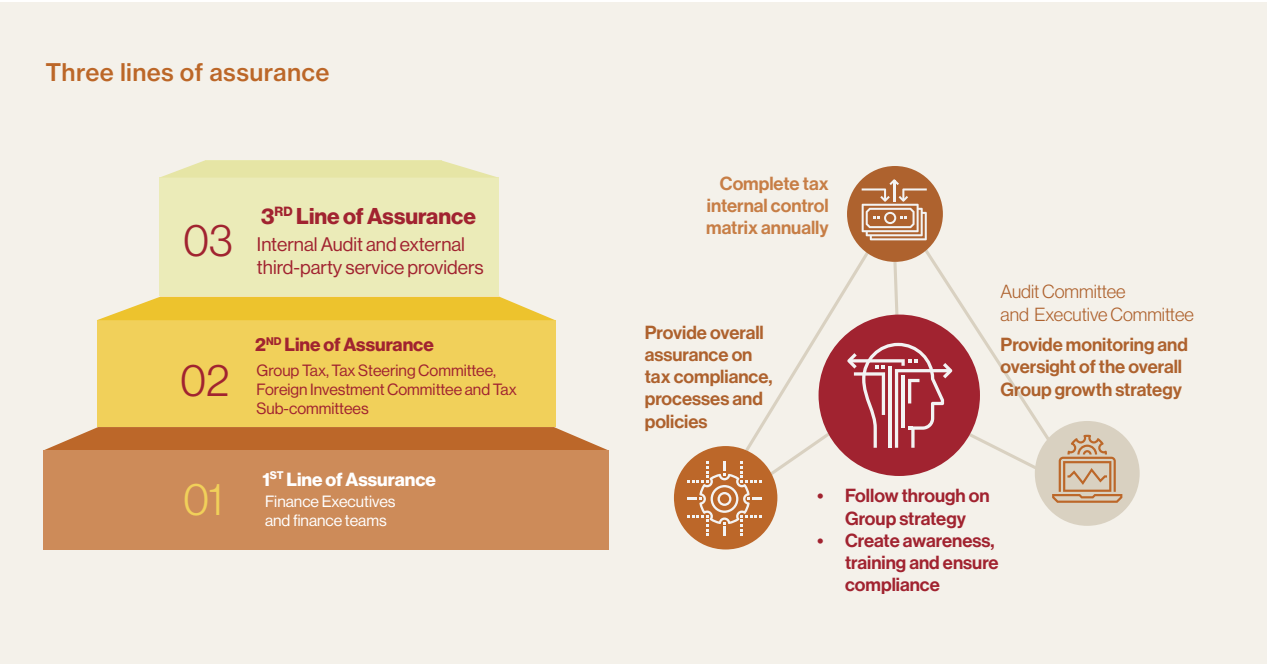 Three lines of assurance
03
3RD Line of Assurance
Internal Audit and external
third-party service providers
02
2ND Line of Assurance
Group Tax, Tax Steering Committee,
Foreign Investment Committee and Tax
Sub-committees
01
1ST Line of Assurance
Finance Executives
and finance teams
Complete tax
internal control
matrix annually
Provide overall
assurance on
tax compliance,
processes and
policies
Audit Committee
and Executive Committee
Provide monitoring and
oversight of the overall
Group growth strategy
• Follow through on
Group strategy
• Create awareness,
training and ensure
compliance